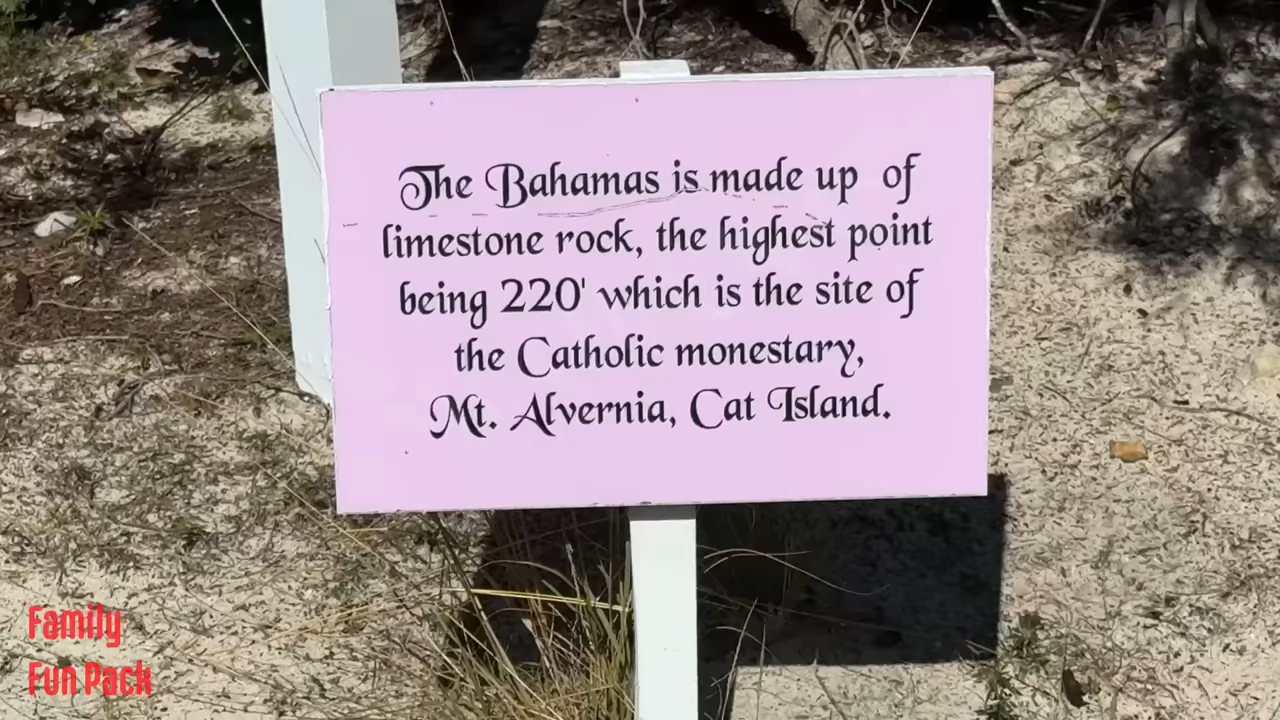 The Bahamas is made up of
limestone rock, the highest point
being 220' which is the site of
the Catholic monestary,
Mt. Alvernia, Cat Island.
Family
Fun Pack